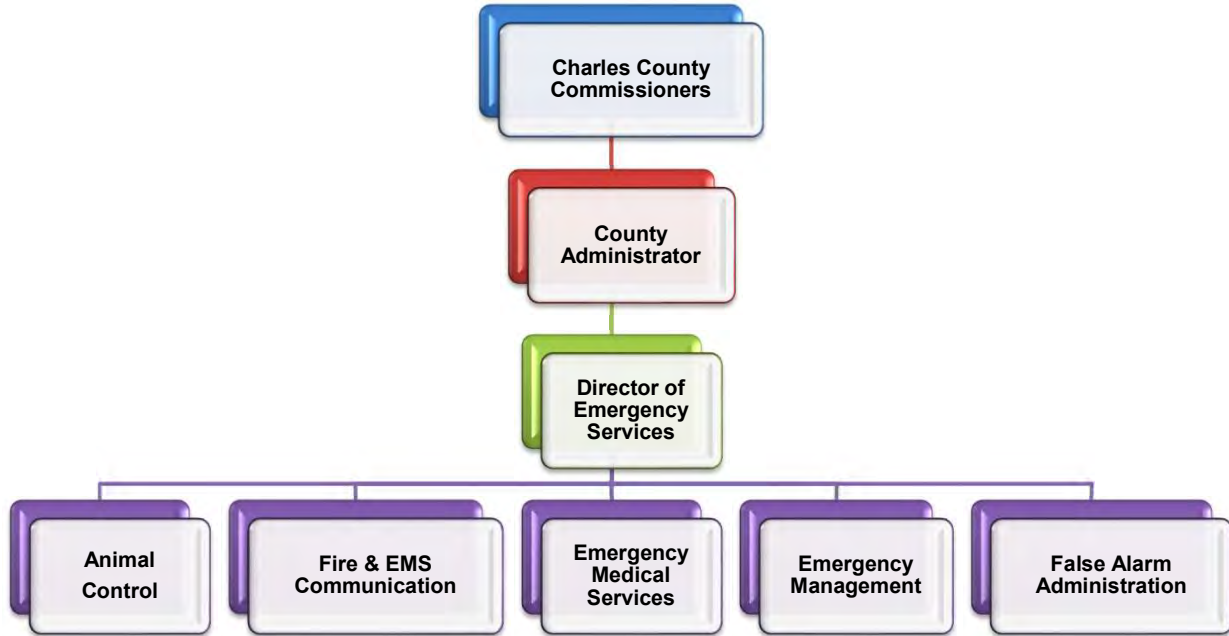 Charles County
Commissioners
County
Administrator
Director of
Emergency
Services
Animal
Control
Fire & EMS
Communication
Emergency
Medical
Services
Emergency
Management
False Alarm
Administration